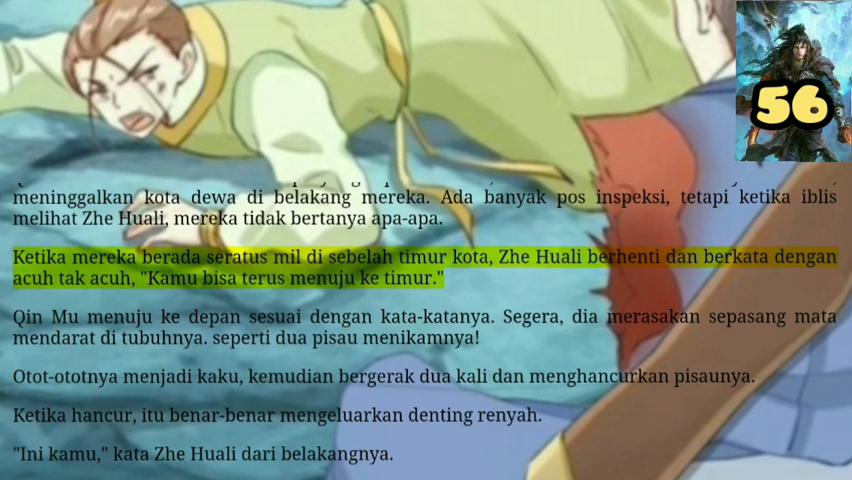 56
meninggalkan kota dewa di belakang mereka. Ada banyak pos inspeksi, tetapi ketika iblis
melihat Zhe Huali, mereka tidak bertanya apa-apa.
Ketika mereka berada seratus mil di sebelah timur kota, Zhe Huali berhenti dan berkata dengan
acuh tak acuh, "Kamu bisa terus menuju ke timur."
Qin Mu menuju ke depan sesuai dengan kata-katanya. Segera, dia merasakan sepasang mata
mendarat di tubuhnya. seperti dua pisau menikamnya!
Otot-ototnya menjadi kaku, kemudian bergerak dua kali dan menghancurkan pisaunya.
Ketika hancur, itu benar-benar mengeluarkan denting renyah.
"Ini kamu," kata Zhe Huali dari belakangnya.